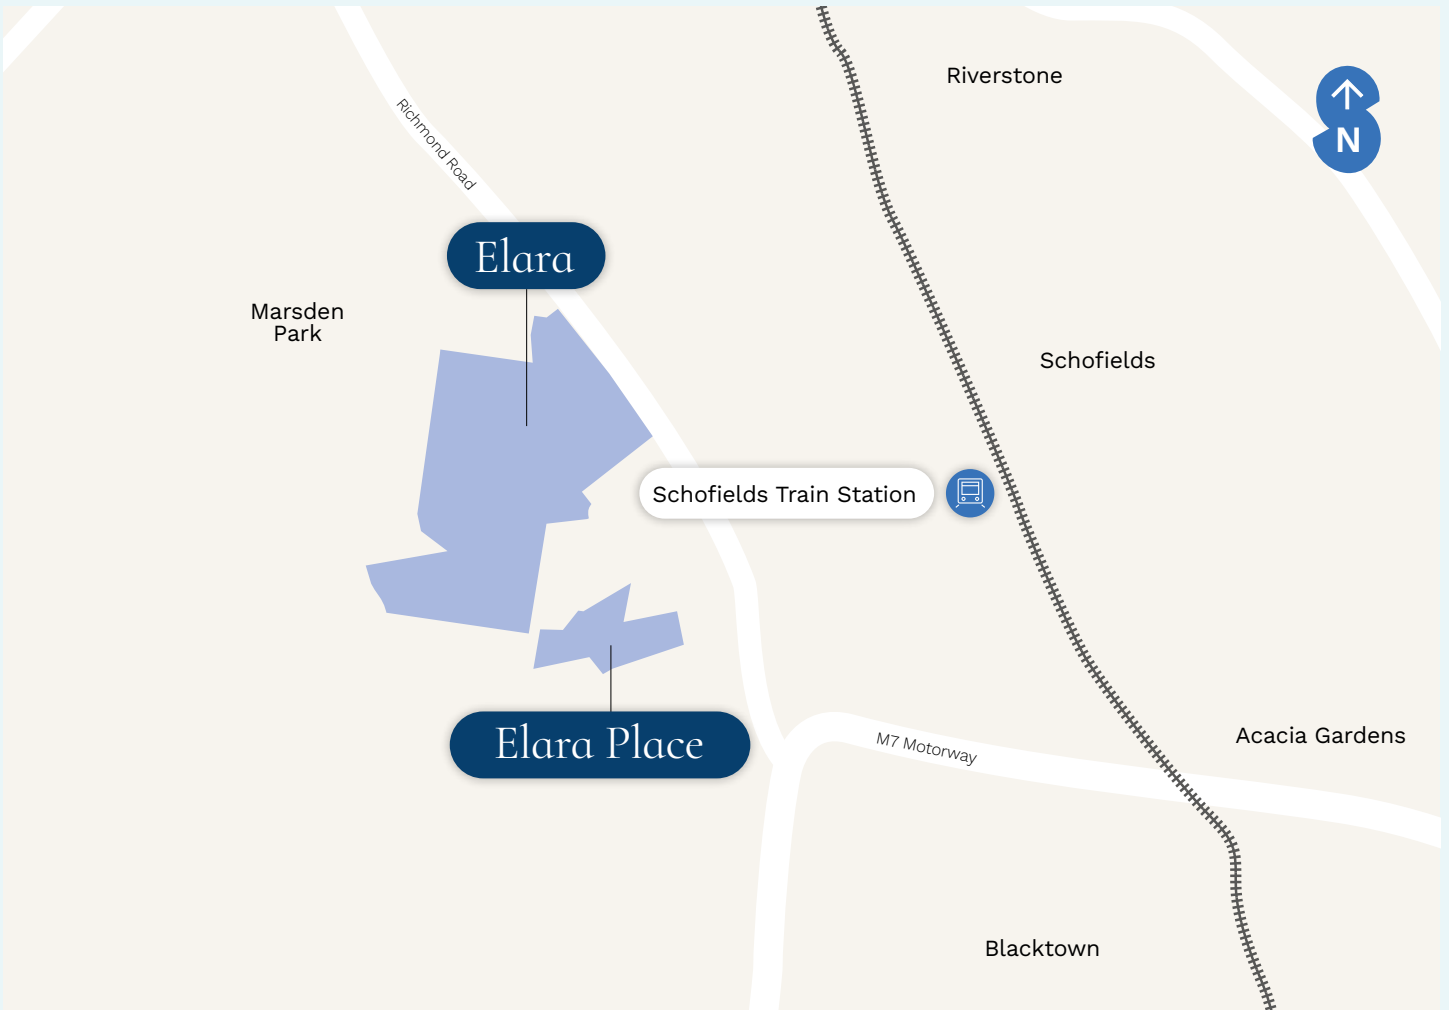 Riverstone
N
Richmond Road
Elara
Marsden
Park
Schofields
Schofields Train Station
Elara Place
M7 Motorway
Acacia Gardens
Blacktown